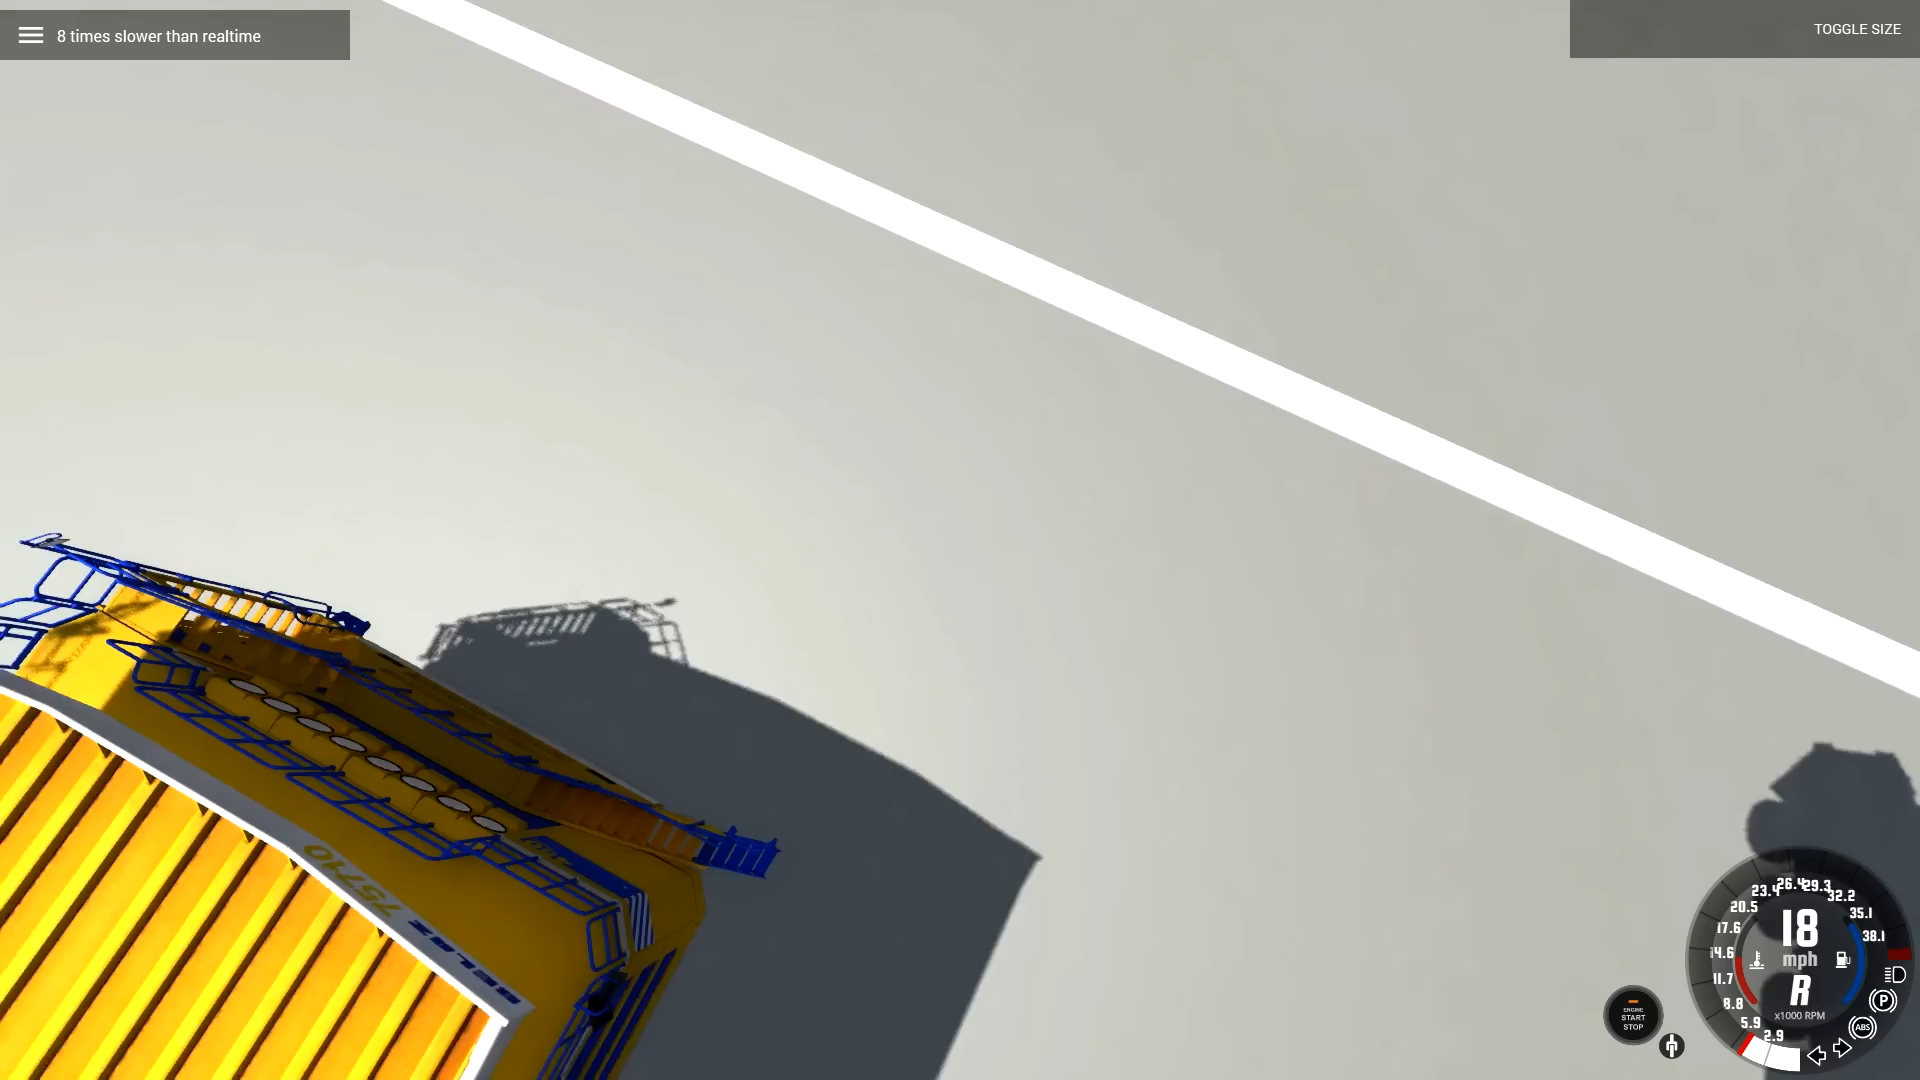 8 times slower than realtime
TOGGLE SIZE
75710
BELAZ
23.4
26.4
29.3
32.2
20.5
35.1
17.6
18
38.1
14.6
mph
11.7
R
8.8
x1000 RPM
5.9
2.9
ENGINE
START
STOP
P
ABS